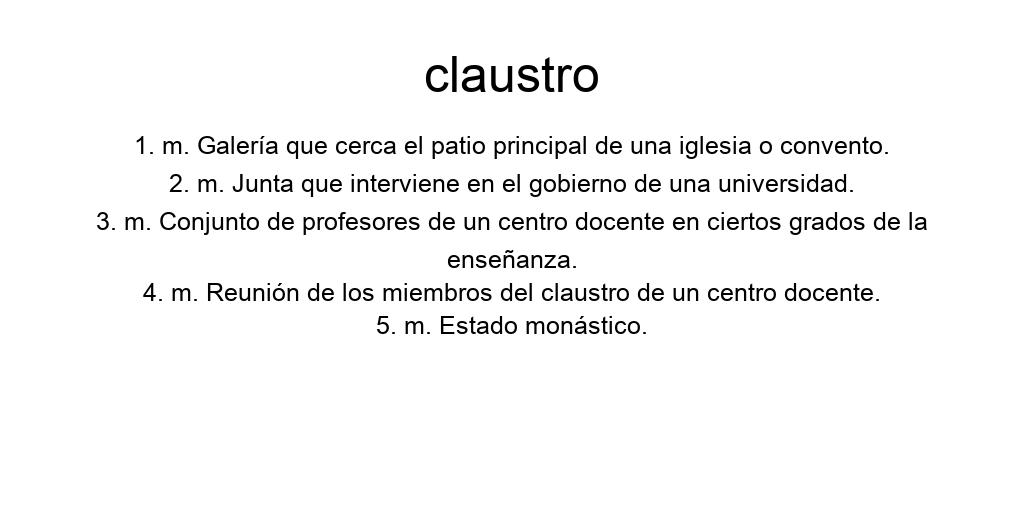 claustro
1. m. Galería que cerca el patio principal de una iglesia o convento.
2. m. Junta que interviene en el gobierno de una universidad.
3. m. Conjunto de profesores de un centro docente en ciertos grados de la
enseñanza.
4. m. Reunión de los miembros del claustro de un centro docente.
5. m. Estado monástico.